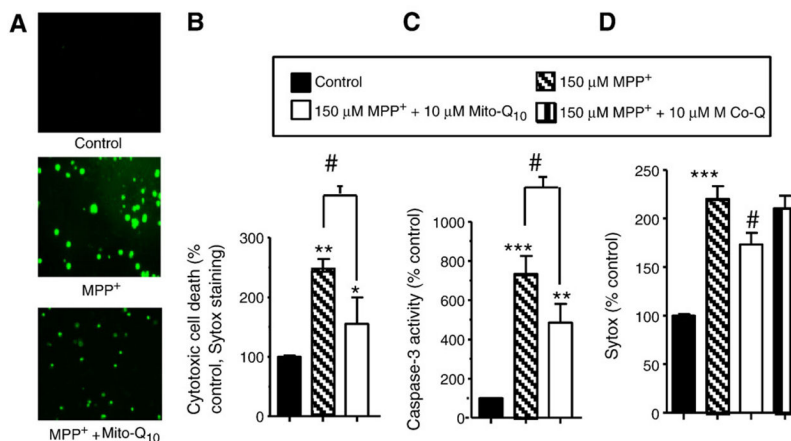 A
B
C
D
Control
150 μM MPP⁺
150 μM MPP⁺ + 10 μM Mito-Q₁₀
150 μM MPP⁺ + 10 μM M Co-Q
Control
MPP⁺
MPP⁺ + Mito-Q₁₀
Cytotoxic cell death (%
control, Sytox staining)
300
250
200
100
0
#
**
*
Caspase-3 activity (% control)
1000
800
600
400
200
0
#
***
**
Sytox (% control)
250
200
150
100
50
0
***
#